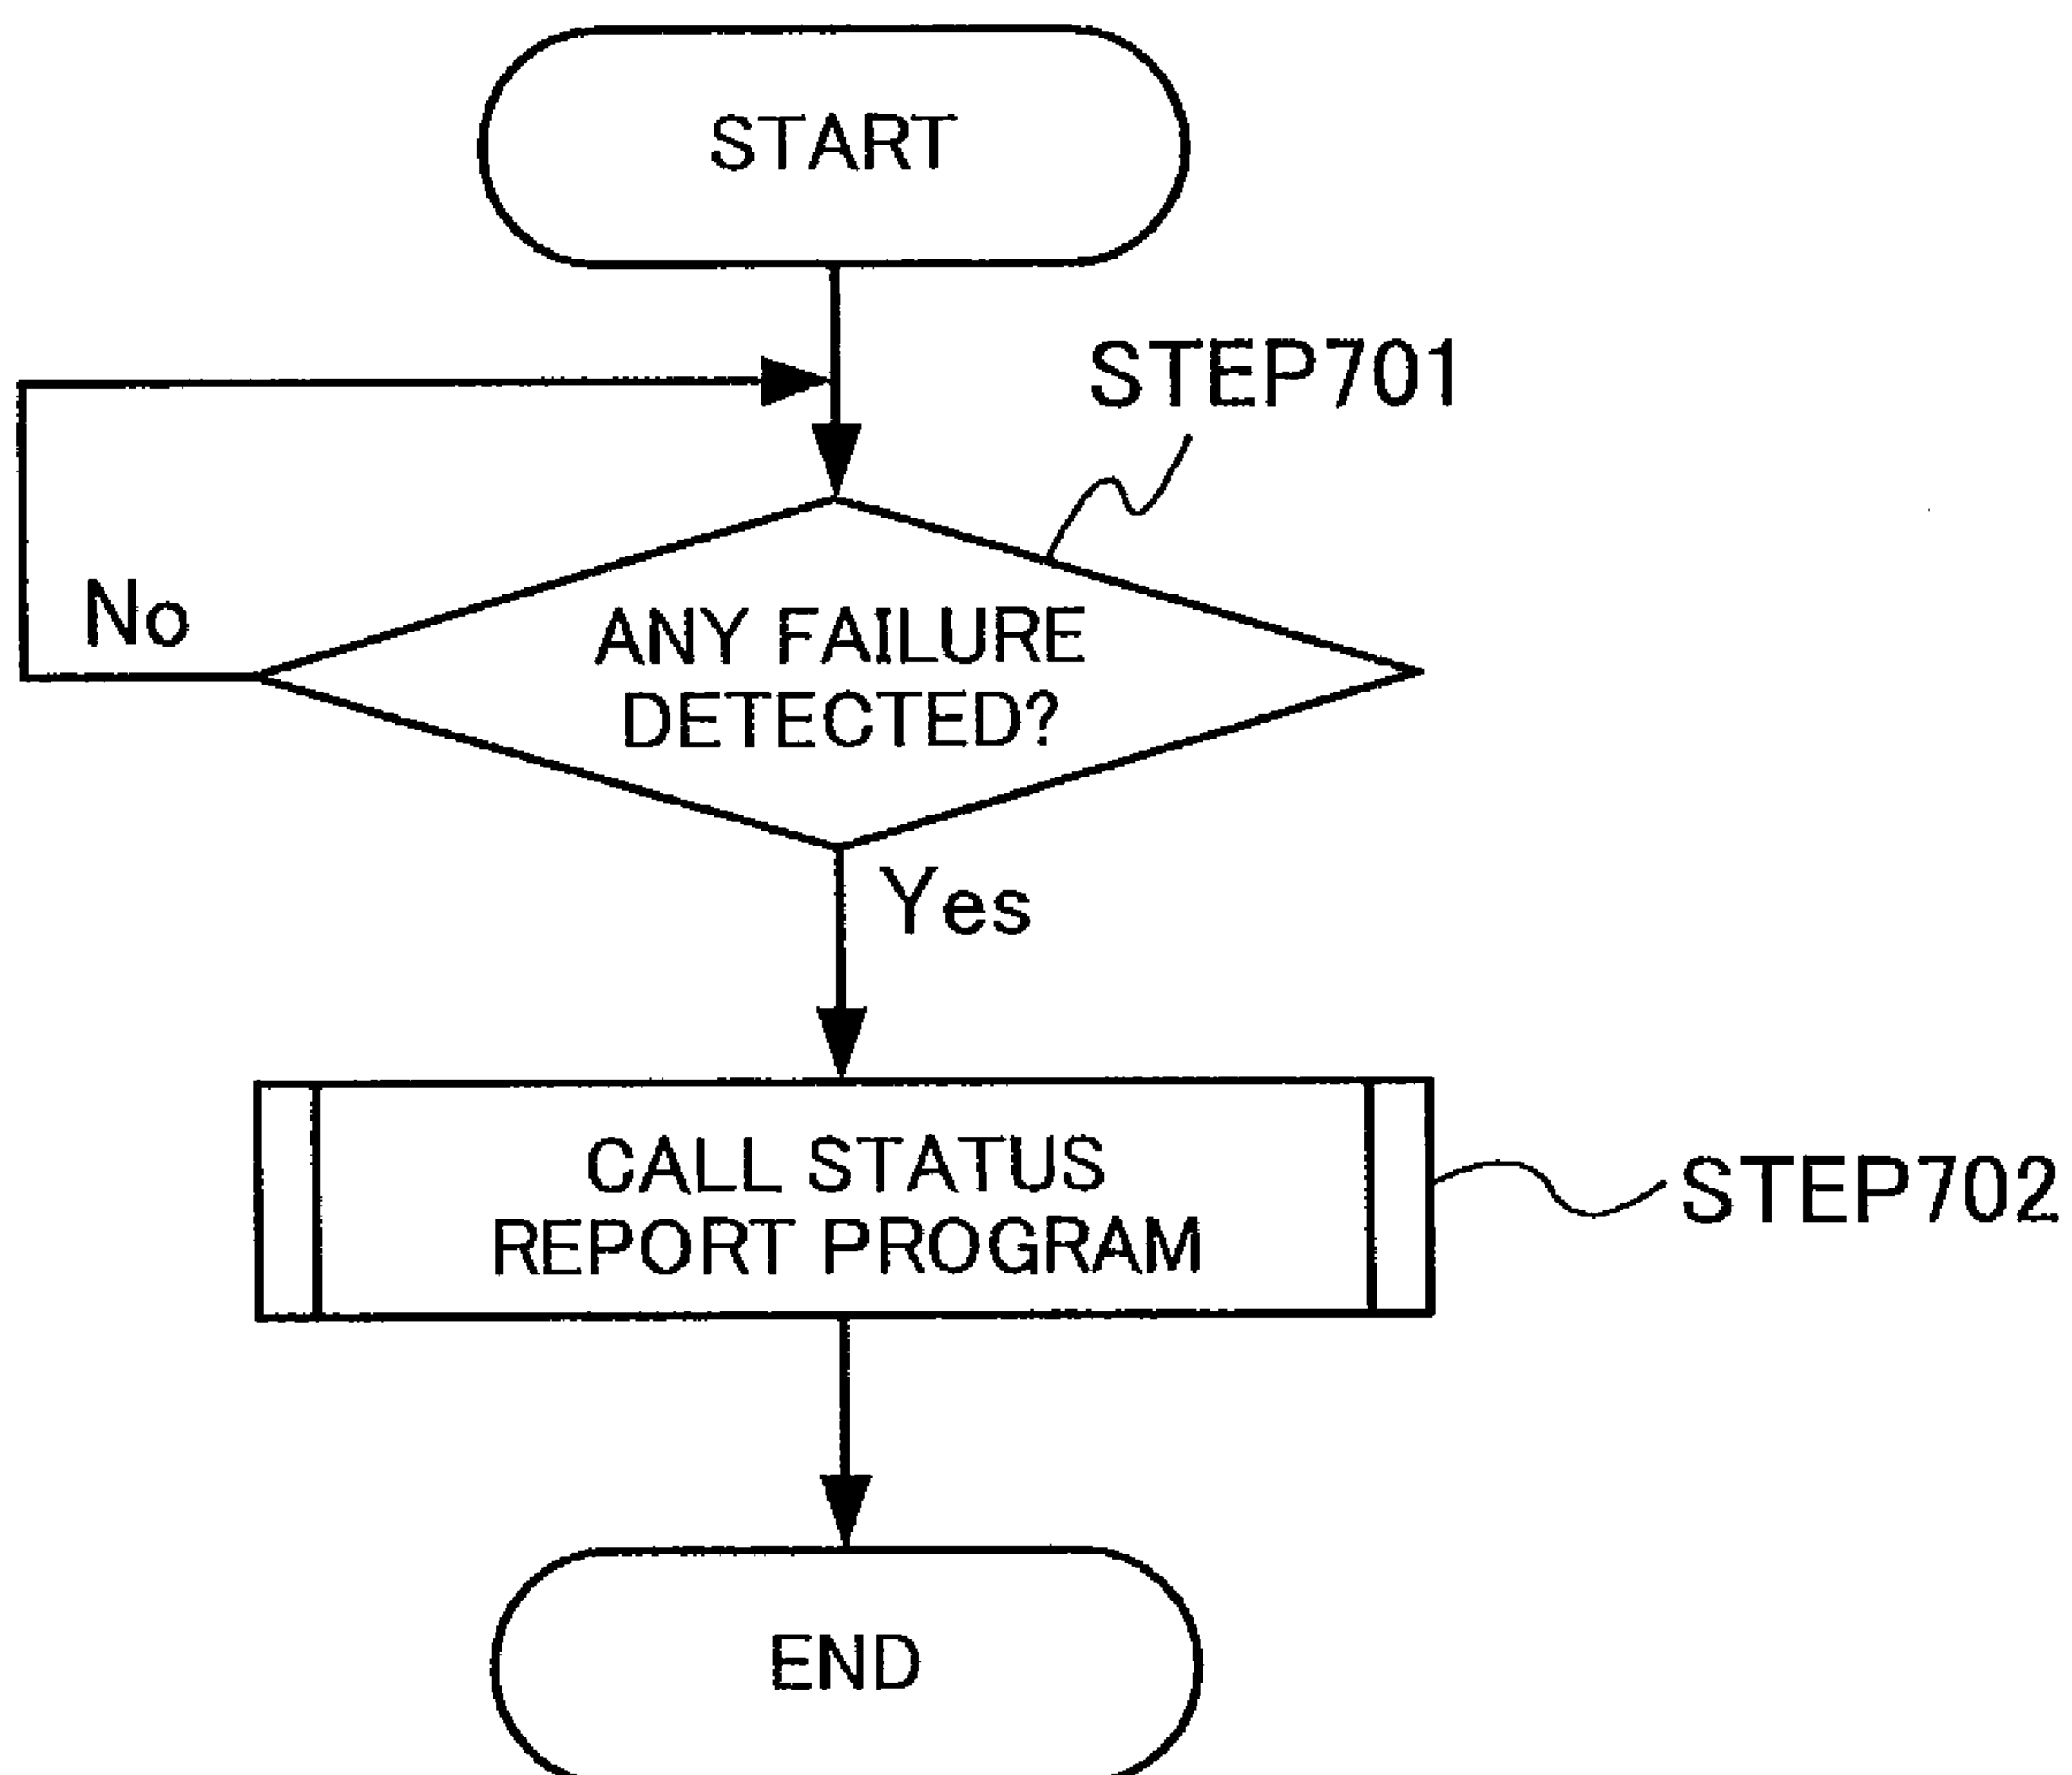 START
STEP701
No
ANY FAILURE
DETECTED?
Yes
CALL STATUS
REPORT PROGRAM
STEP702
END